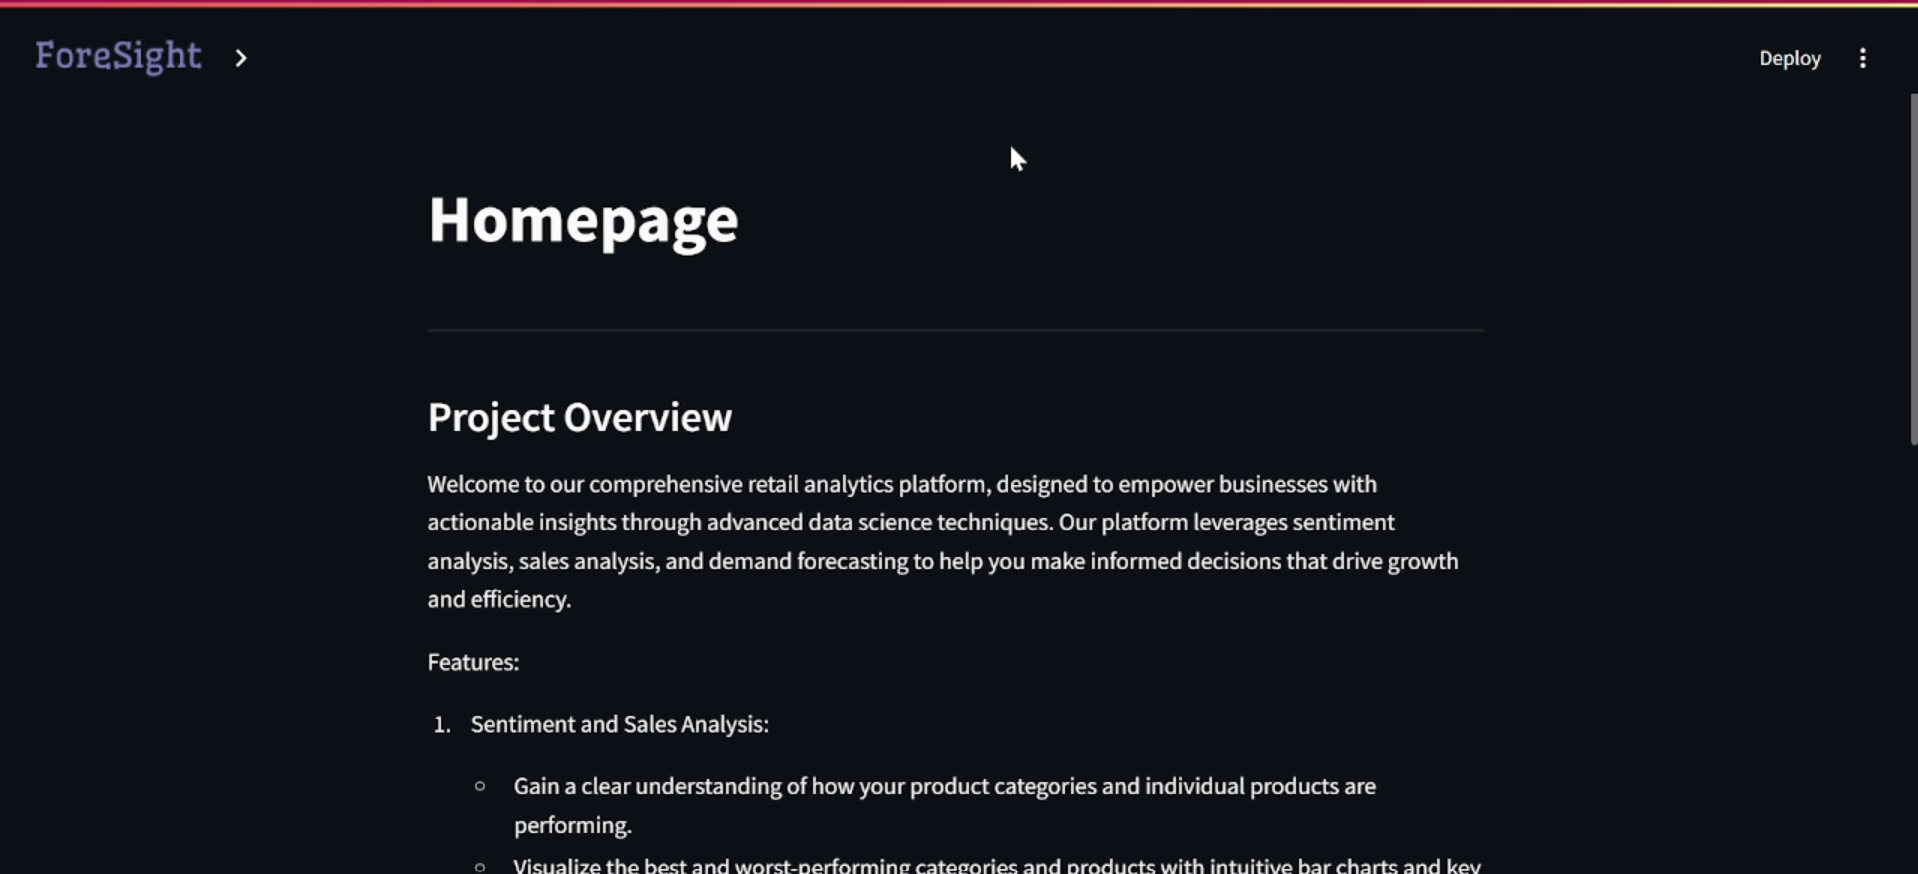 ForeSight
Deploy
Homepage
Project Overview
Welcome to our comprehensive retail analytics platform, designed to empower businesses with
actionable insights through advanced data science techniques. Our platform leverages sentiment
analysis, sales analysis, and demand forecasting to help you make informed decisions that drive growth
and efficiency.
Features:
1. Sentiment and Sales Analysis:
Gain a clear understanding of how your product categories and individual products are
performing.
Visualize the best and worst-performing categories and products with intuitive bar charts and key